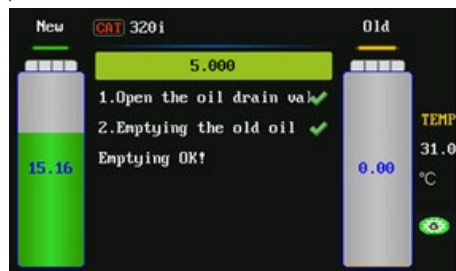 New
CAT 320i
Old
5.000
1.Open the oil drain val
2.Emptying the old oil
Emptying OK!
15.16
0.00
TEMP
31.0
°C